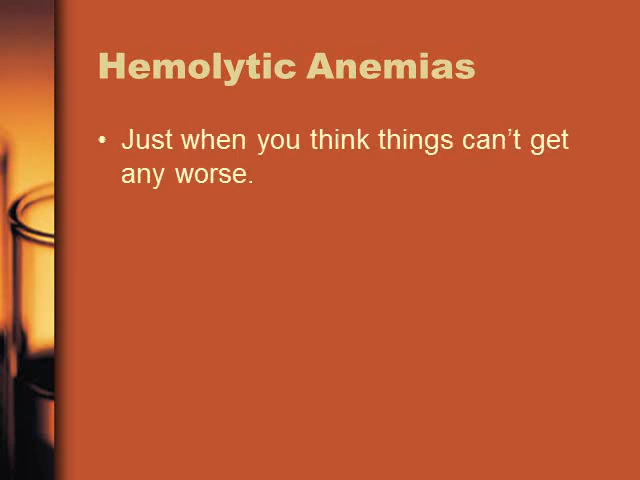 Hemolytic Anemias
• Just when you think things can’t get
any worse.